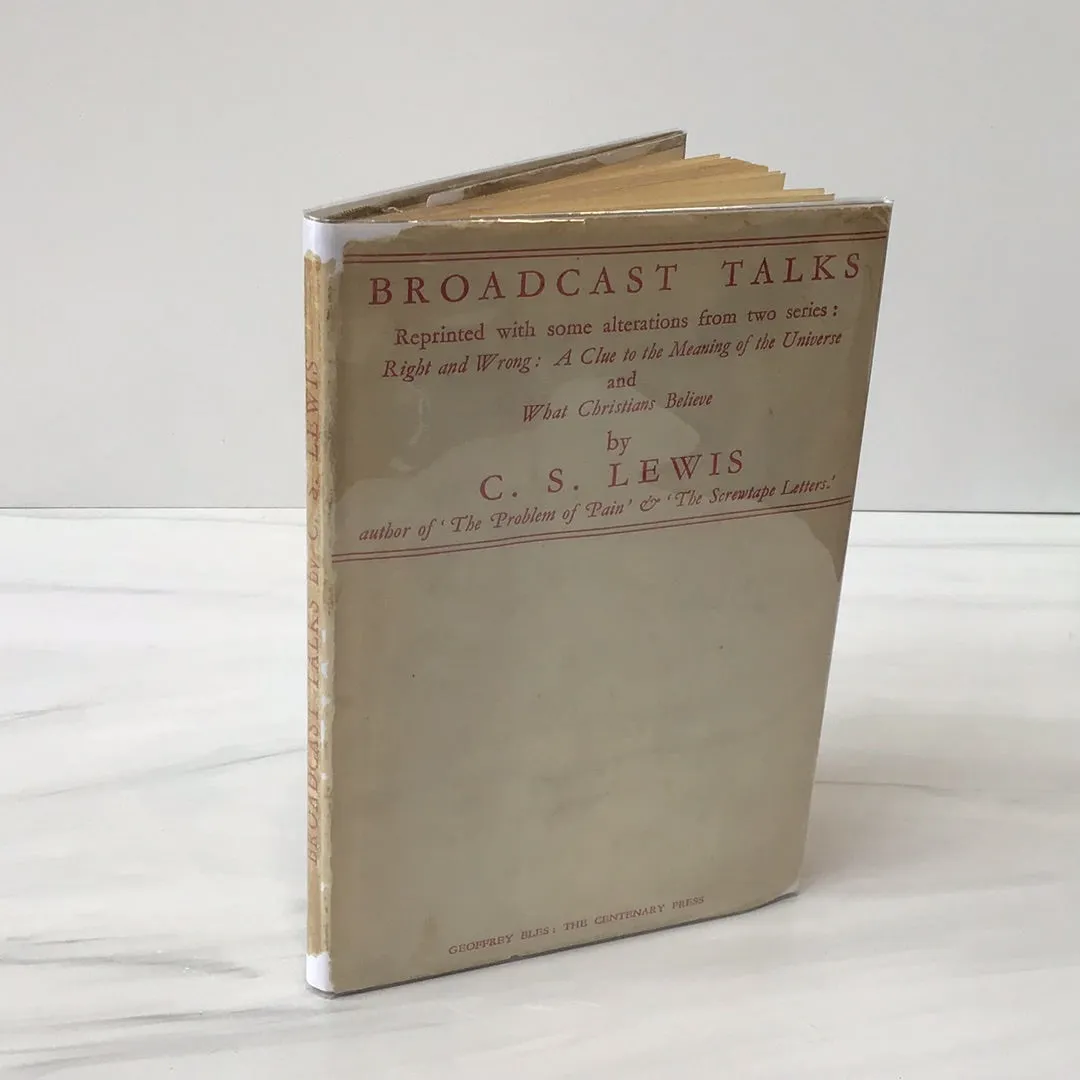 BROADCAST TALKS
Reprinted with some alterations from two series:
Right and Wrong: A Clue to the Meaning of the Universe
and
What Christians Believe
by
C. S. LEWIS
author of ‘The Problem of Pain’ & ‘The Screwtape Letters.’
GEOFFREY BLES: THE CENTENARY PRESS
BROADCAST TALKS by C. S. LEWIS